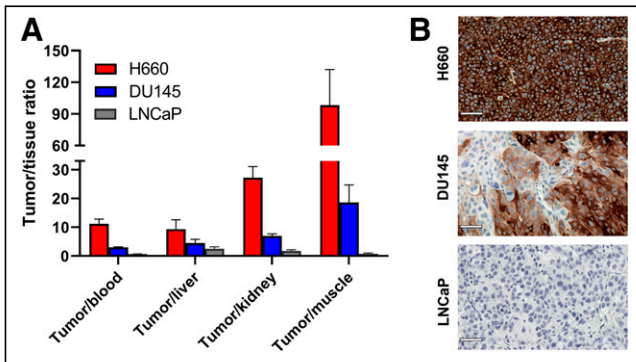 A
Tumor/tissue ratio
150
120
90
60
30
20
10
0
H660
DU145
LNCaP
Tumor/blood
Tumor/liver
Tumor/kidney
Tumor/muscle
B
H660
DU145
LNCaP